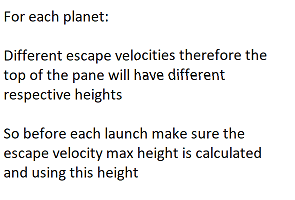 For each planet:
Different escape velocities therefore the
top of the pane will have different
respective heights
So before each launch make sure the
escape velocity max height is calculated
and using this height